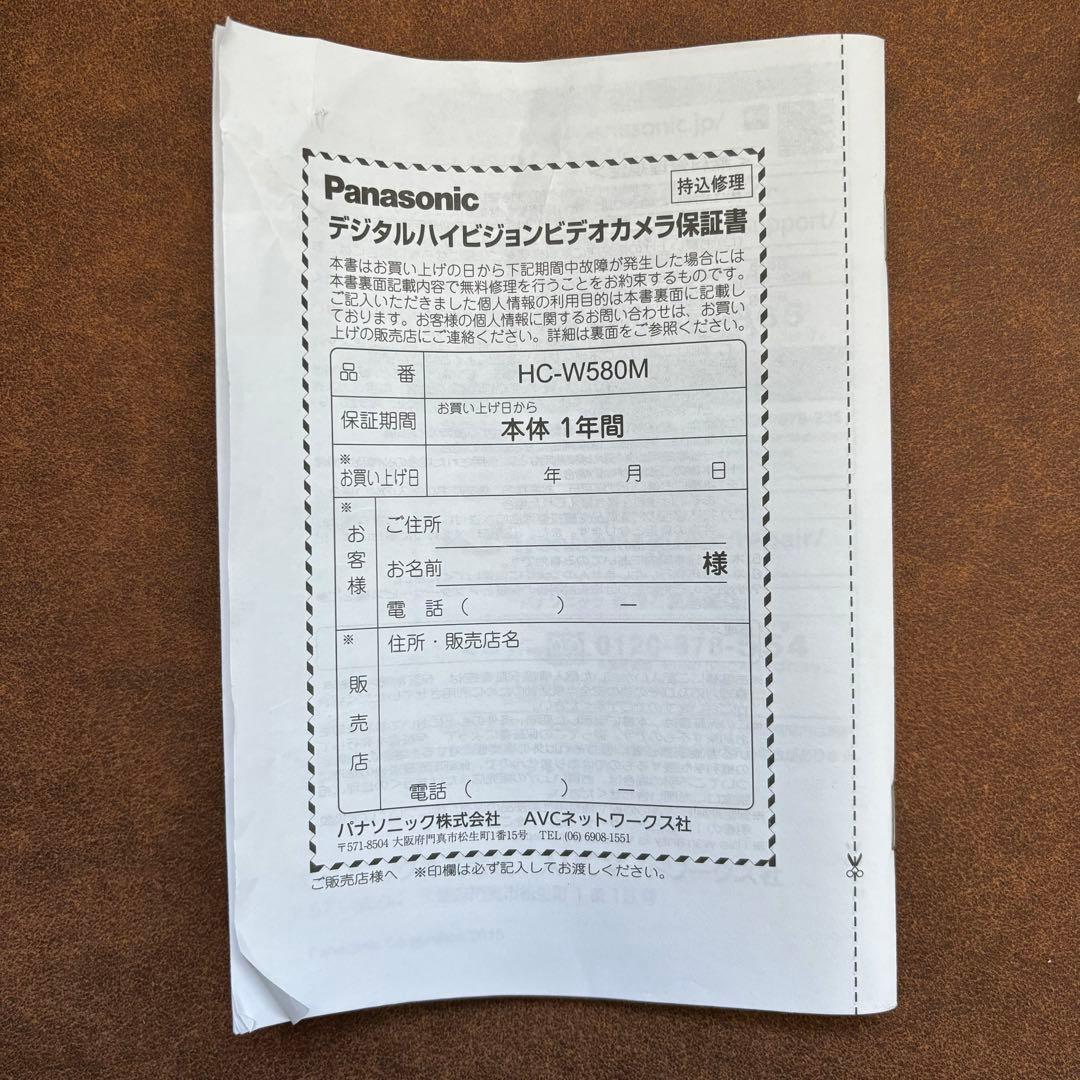 Panasonic
持込修理
デジタルハイビジョンビデオカメラ保証書
本書はお買い上げの日から下記期間中故障が発生した場合には
本書裏面記載内容で無料修理を行うことをお約束するものです。
ご記入いただきました個人情報の利用目的は本書裏面に記載し
ております。お客様の個人情報に関するお問い合わせは、お買い
上げの販売店にご連絡ください。詳細は裏面をご参照ください。
品 番 HC-W580M
保証期間 お買い上げ日から
本体 1年間
※
お買い上げ日 年 月 日
※
お客様
ご住所
お名前 様
電 話 ( ) ー
※
販売店
住所・販売店名
電話 ( ) ー
パナソニック株式会社 AVCネットワークス社
〒571-8504 大阪府門真市松生町1番15号 TEL (06) 6908-1551
ご販売店様へ ※印欄は必ず記入してお渡しください。